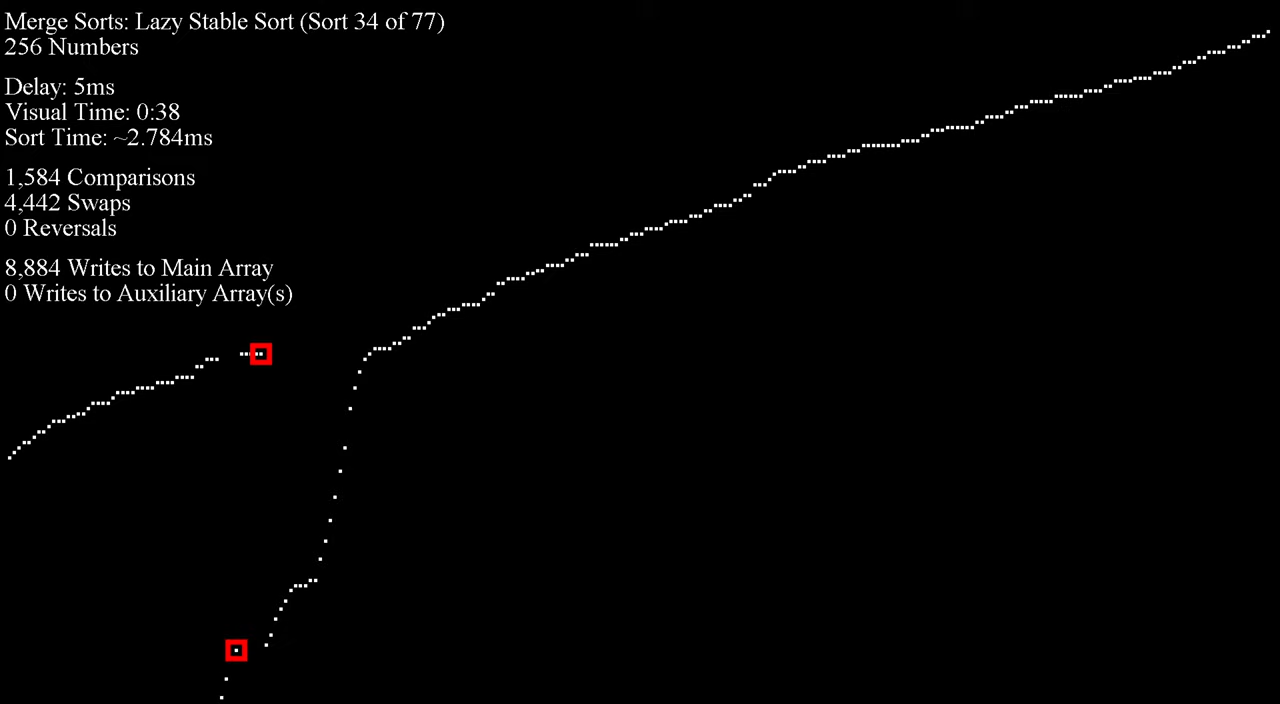 Merge Sorts: Lazy Stable Sort (Sort 34 of 77)
256 Numbers
Delay: 5ms
Visual Time: 0:38
Sort Time: ~2.784ms
1,584 Comparisons
4,442 Swaps
0 Reversals
8,884 Writes to Main Array
0 Writes to Auxiliary Array(s)